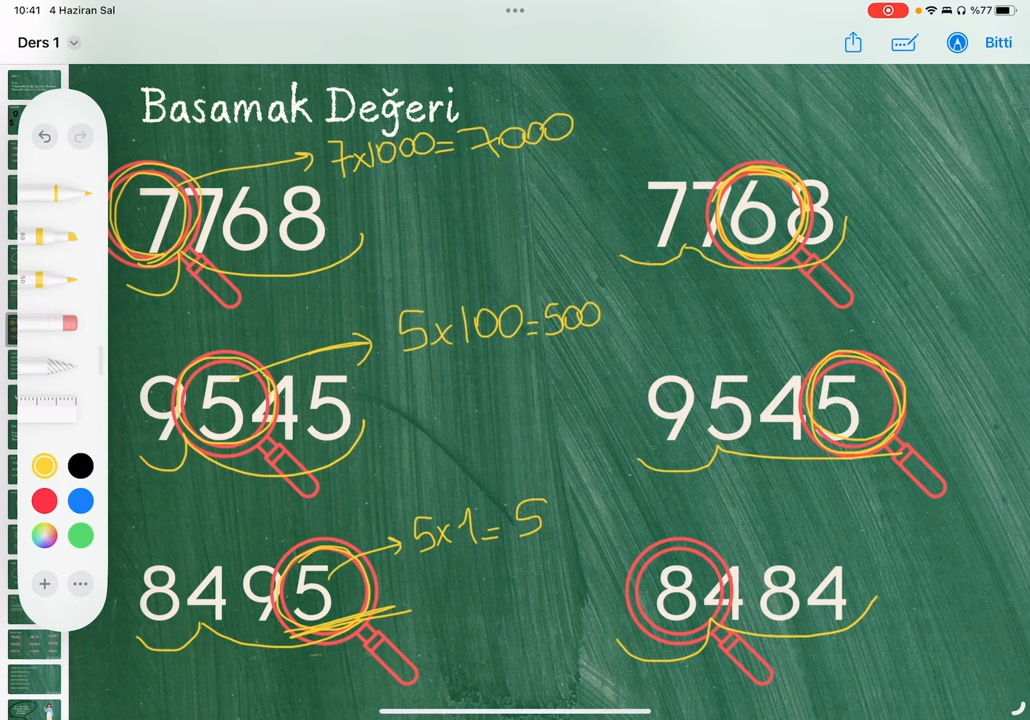 10:41 4 Haziran Sal
%77
Ders 1
Bitti
Basamak Değeri
7x1000=7000
7768
7768
5x100=500
9545
9545
5x1=5
8495
8484